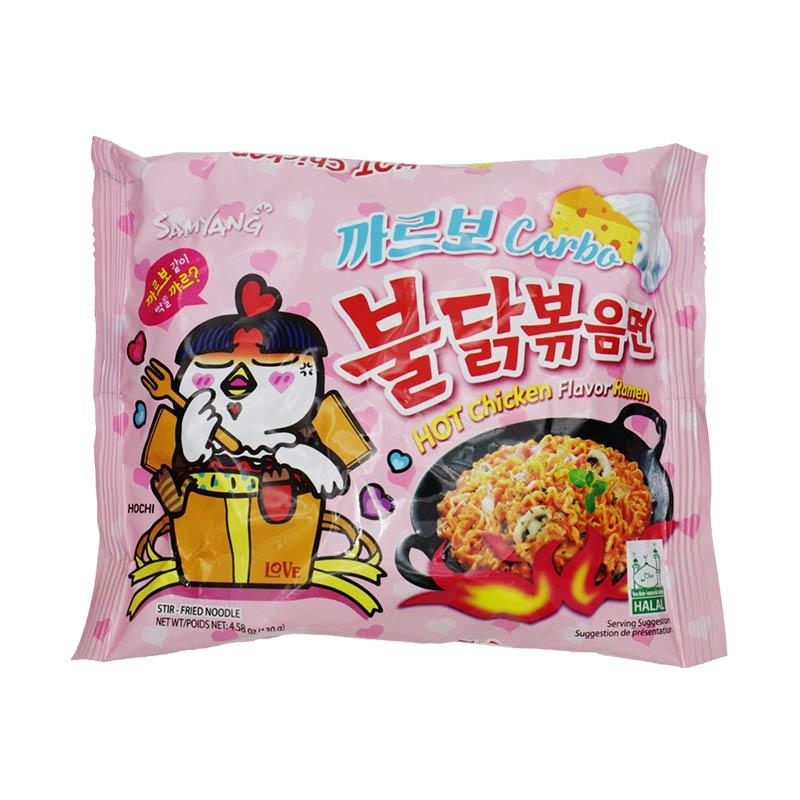 HOT Chicken
SAMYANG
까르보 같이
먹을 까르?
까르보 Carbo
불닭볶음면
HOT Chicken Flavor Ramen
HOCHI
LOVE
STIR - FRIED NOODLE
NET WT/POIDS NET: 4.58 oz (130 g)
HALAL
Serving Suggestion
Suggestion de présentation